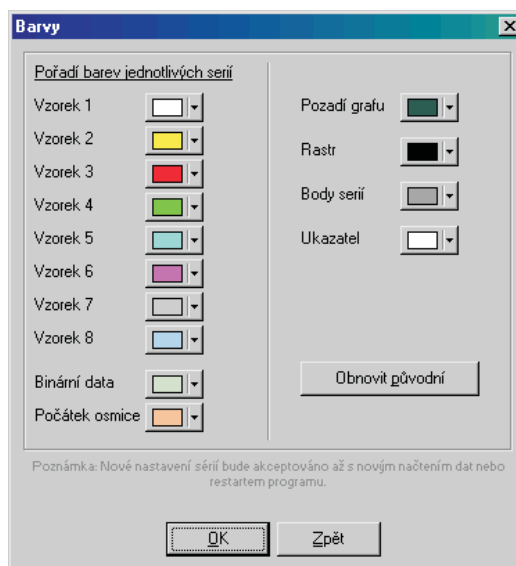 Barvy
Pořadí barev jednotlivých serií
Vzorek 1
Vzorek 2
Vzorek 3
Vzorek 4
Vzorek 5
Vzorek 6
Vzorek 7
Vzorek 8
Binární data
Počátek osmice
Pozadí grafu
Rastr
Body serií
Ukazatel
Obnovit původní
Poznámka: Nové nastavení sérií bude akceptováno až s novým načtením dat nebo
restartem programu.
OK
Zpět